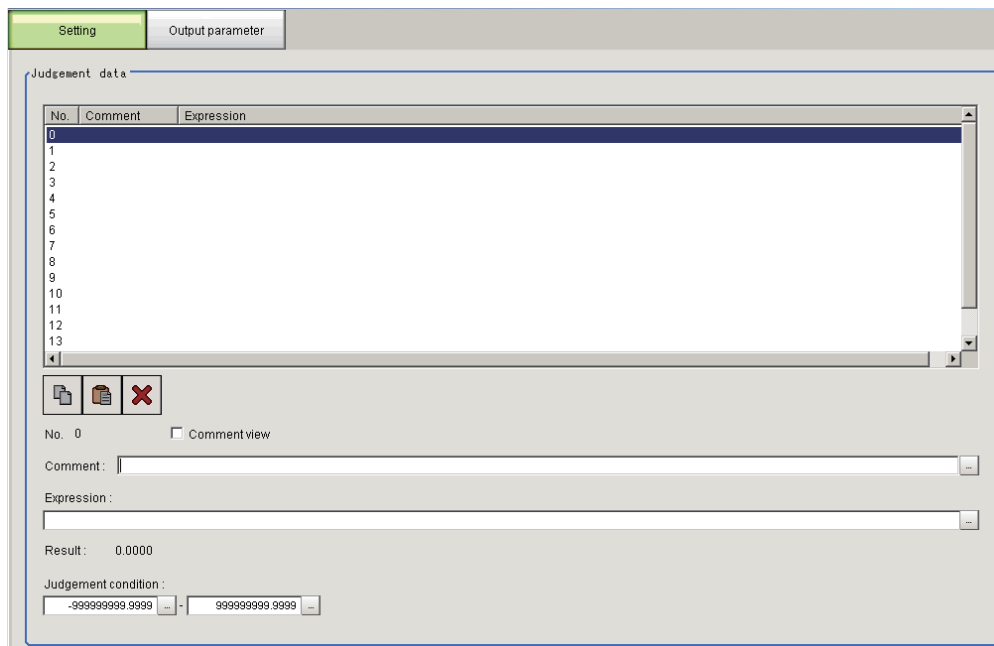 Setting Output parameter
Judgement data
No. Comment Expression
0
1
2
3
4
5
6
7
8
9
10
11
12
13
No. 0 Comment view
Comment : ...
Expression :
...
Result : 0.0000
Judgement condition :
-999999999.9999 ... - 999999999.9999 ...